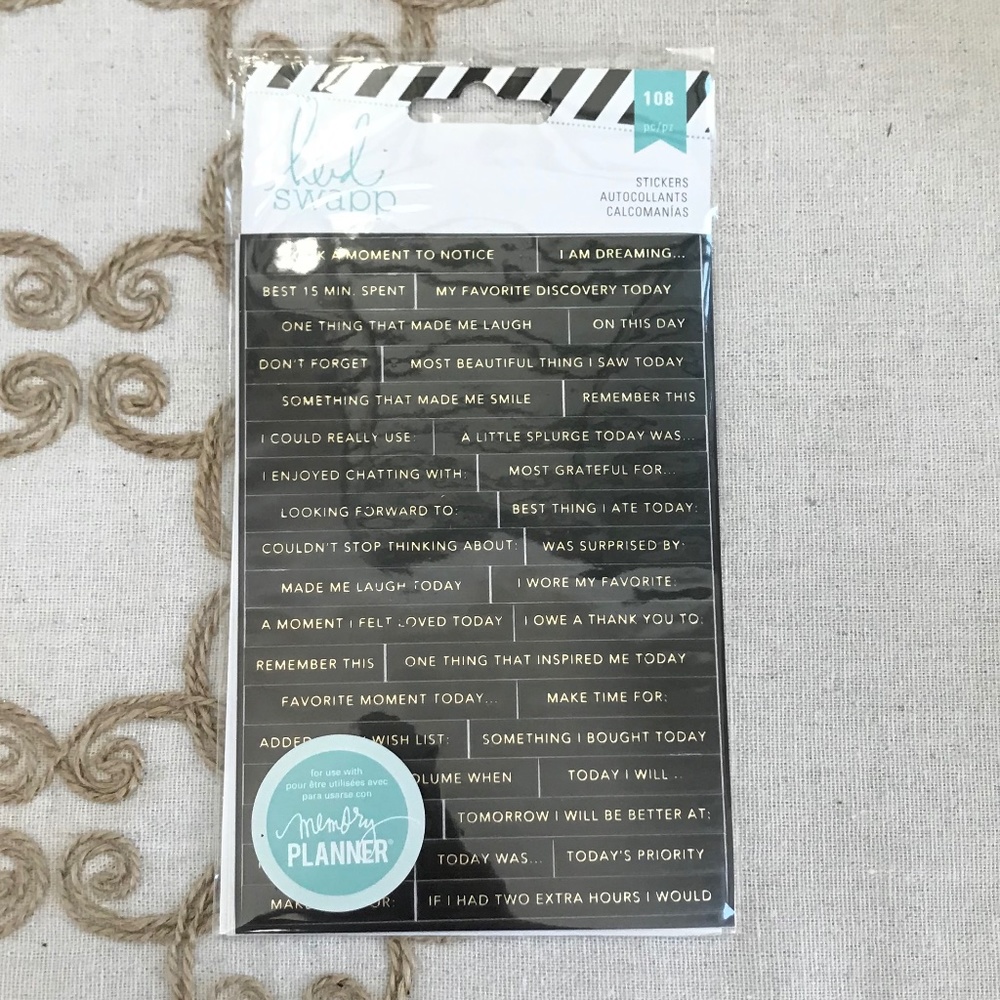 heidi
swapp
108
pc/pz
STICKERS
AUTOCOLLANTS
CALCOMANÍAS
A MOMENT TO NOTICE
I AM DREAMING...
BEST 15 MIN. SPENT
MY FAVORITE DISCOVERY TODAY
ONE THING THAT MADE ME LAUGH
ON THIS DAY
DON'T FORGET
MOST BEAUTIFUL THING I SAW TODAY
SOMETHING THAT MADE ME SMILE
REMEMBER THIS
I COULD REALLY USE:
A LITTLE SPLURGE TODAY WAS...
I ENJOYED CHATTING WITH:
MOST GRATEFUL FOR...
LOOKING FORWARD TO:
BEST THING I ATE TODAY:
COULDN'T STOP THINKING ABOUT:
WAS SURPRISED BY:
MADE ME LAUGH TODAY
I WORE MY FAVORITE:
A MOMENT I FELT LOVED TODAY
I OWE A THANK YOU TO:
REMEMBER THIS
ONE THING THAT INSPIRED ME TODAY
FAVORITE MOMENT TODAY...
MAKE TIME FOR:
ADDED WISH LIST:
SOMETHING I BOUGHT TODAY
WHEN
TODAY I WILL ...
TOMORROW I WILL BE BETTER AT:
TODAY WAS...
TODAY'S PRIORITY
IF I HAD TWO EXTRA HOURS I WOULD
for use with
pour être utilisées avec
para usarse con
memory
PLANNER®